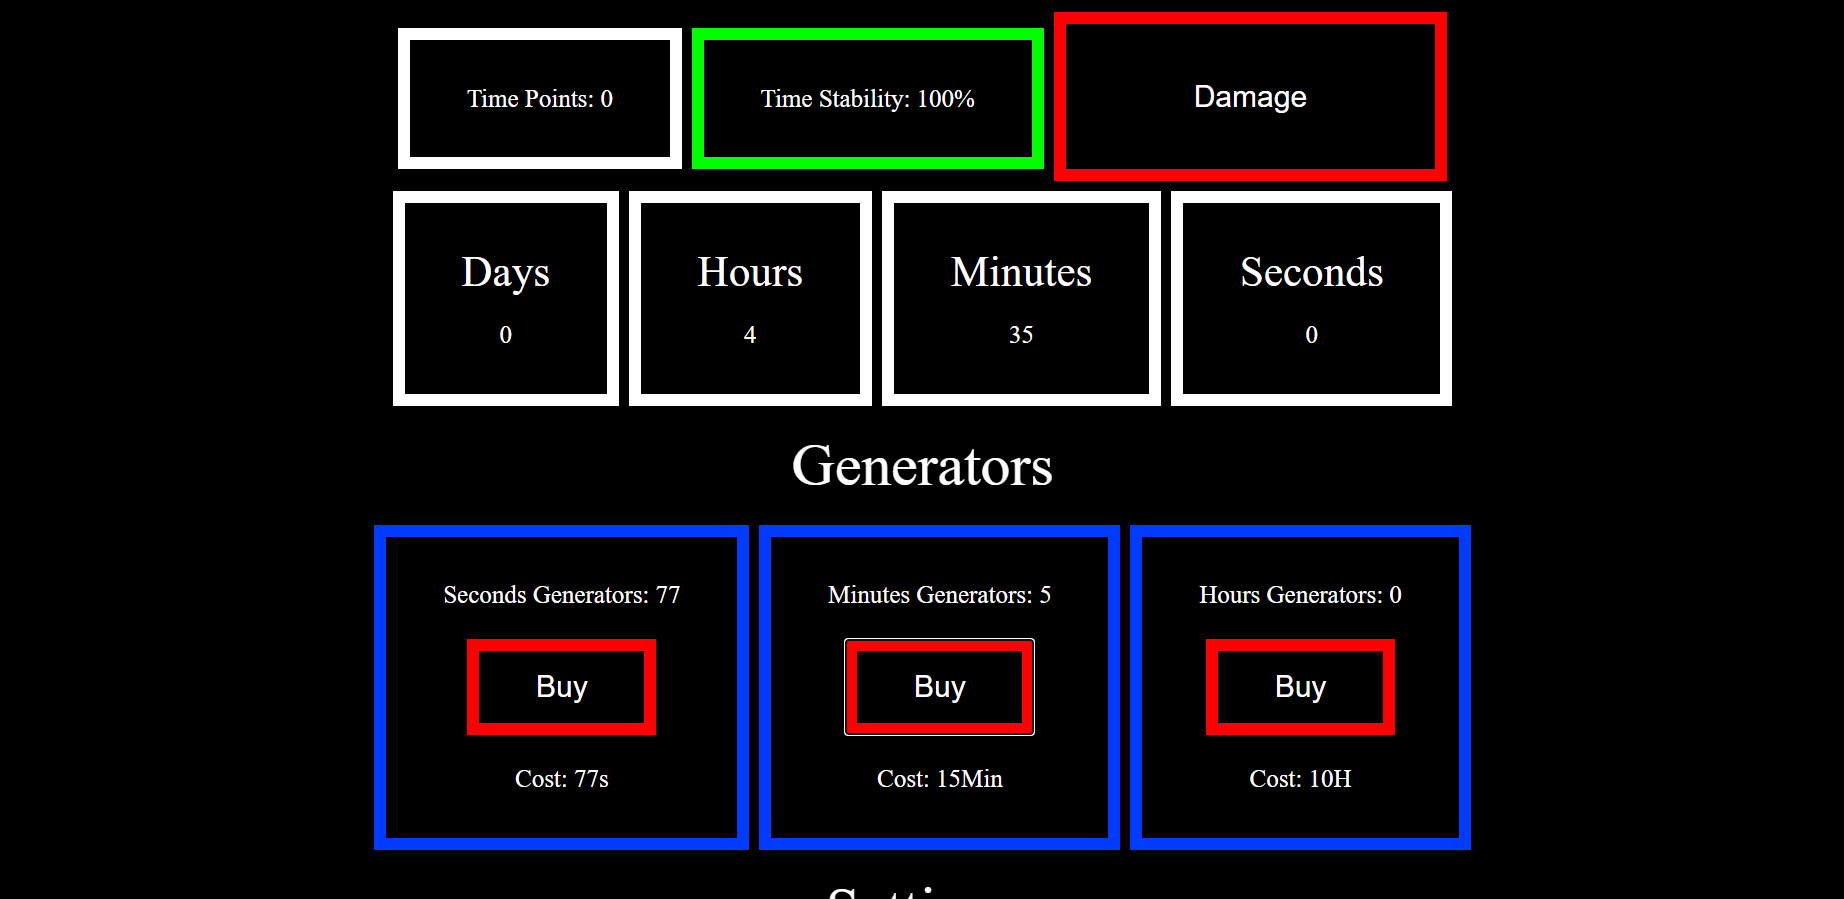 Time Points: 0
Time Stability: 100%
Damage
Days
0
Hours
4
Minutes
35
Seconds
0
Generators
Seconds Generators: 77
Buy
Cost: 77s
Minutes Generators: 5
Buy
Cost: 15Min
Hours Generators: 0
Buy
Cost: 10H